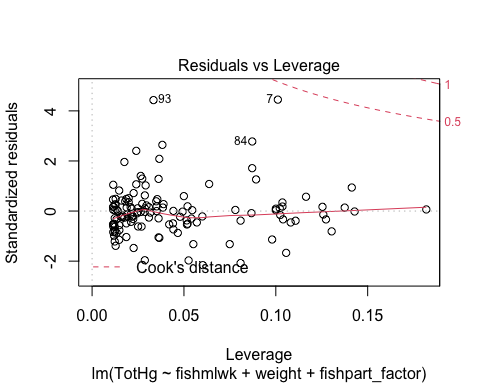 Residuals vs Leverage
Standardized residuals
4
2
0
-2
93
7
84
1
0.5
Cook's distance
0.00
0.05
0.10
0.15
Leverage
lm(TotHg ~ fishmlwk + weight + fishpart_factor)